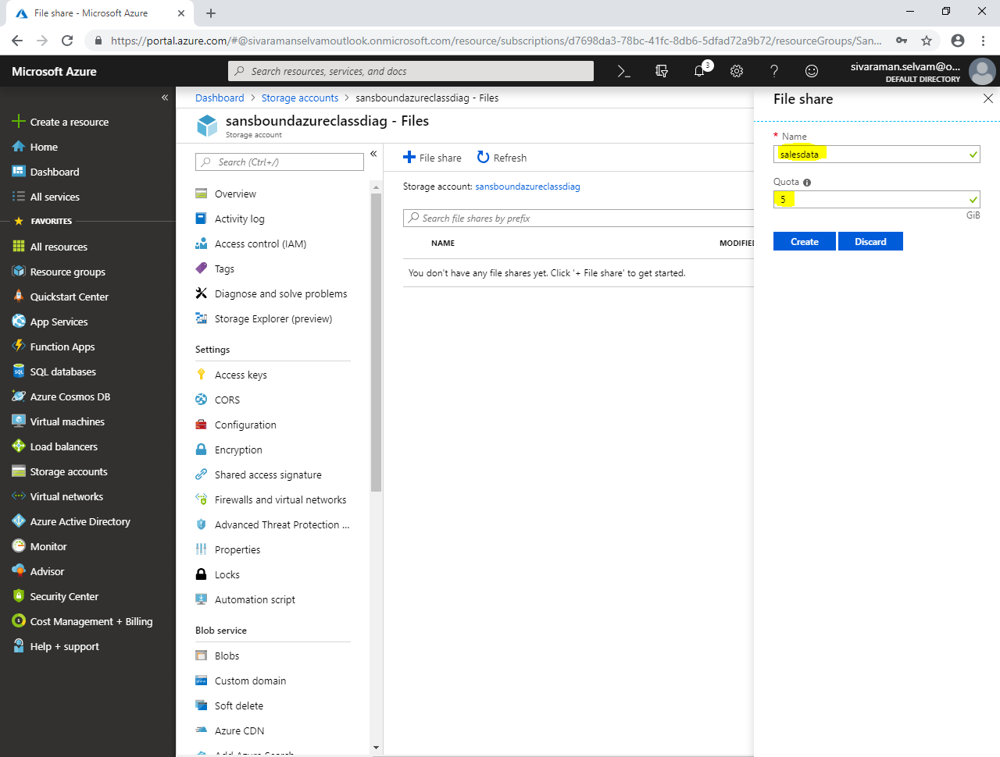 File share - Microsoft Azure
https://portal.azure.com/#@sivaramanselvamoutlook.onmicrosoft.com/resource/subscriptions/d7698da3-78bc-41fc-8db6-5dfad72a9b72/resourceGroups/San...
Microsoft Azure
Search resources, services, and docs
3
sivaraman.selvam@o...
DEFAULT DIRECTORY
Create a resource
Home
Dashboard
All services
FAVORITES
All resources
Resource groups
Quickstart Center
App Services
Function Apps
SQL databases
Azure Cosmos DB
Virtual machines
Load balancers
Storage accounts
Virtual networks
Azure Active Directory
Monitor
Advisor
Security Center
Cost Management + Billing
Help + support
Dashboard > Storage accounts > sansboundazureclassdiag - Files
sansboundazureclassdiag - Files
Storage account
Search (Ctrl+/)
Overview
Activity log
Access control (IAM)
Tags
Diagnose and solve problems
Storage Explorer (preview)
Settings
Access keys
CORS
Configuration
Encryption
Shared access signature
Firewalls and virtual networks
Advanced Threat Protection ...
Properties
Locks
Automation script
Blob service
Blobs
Custom domain
Soft delete
Azure CDN
Add Azure Search
File share
Refresh
Storage account: sansboundazureclassdiag
Search file shares by prefix
NAME
MODIFIE
You don't have any file shares yet. Click '+ File share' to get started.
File share
* Name
salesdata
Quota
5
GiB
Create
Discard